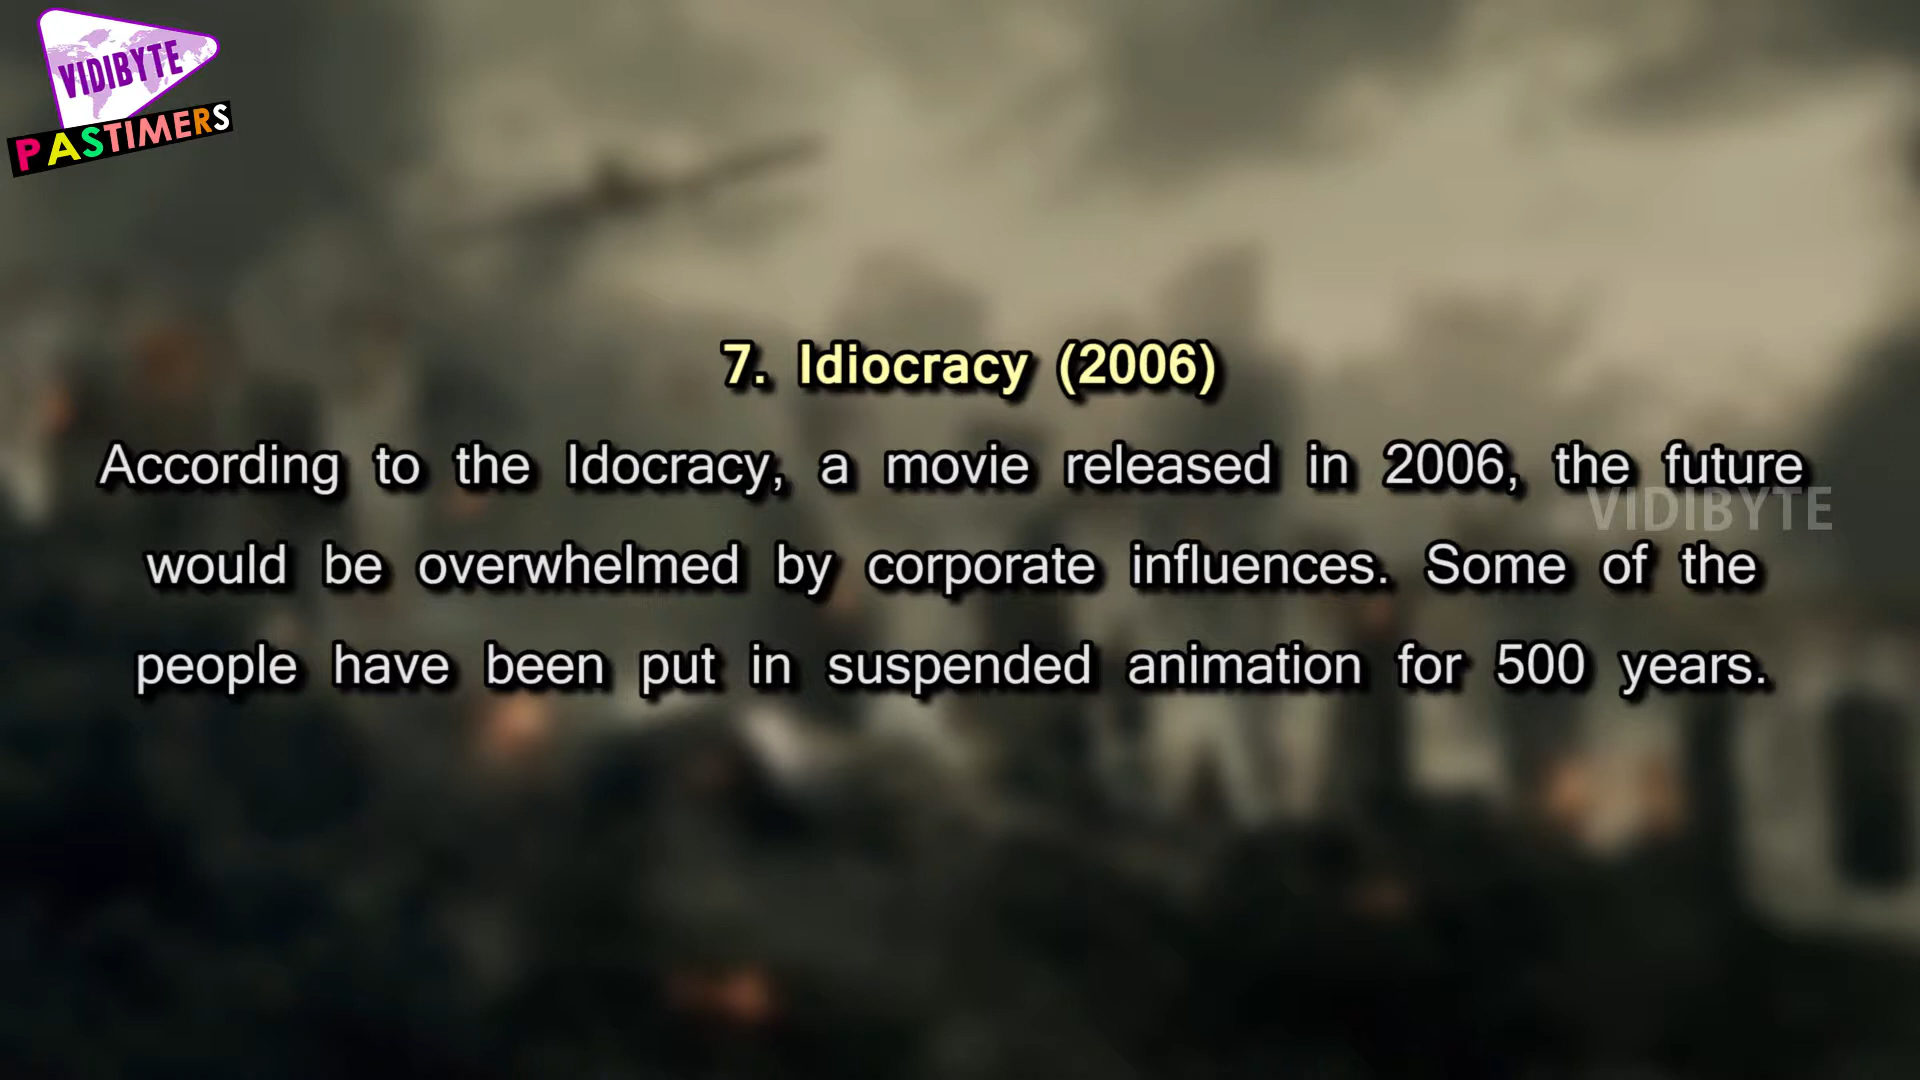 VIDIBYTE
PASTIMERS
7. Idiocracy (2006)
According to the Idocracy, a movie released in 2006, the future
VIDIBYTE
would be overwhelmed by corporate influences. Some of the
people have been put in suspended animation for 500 years.